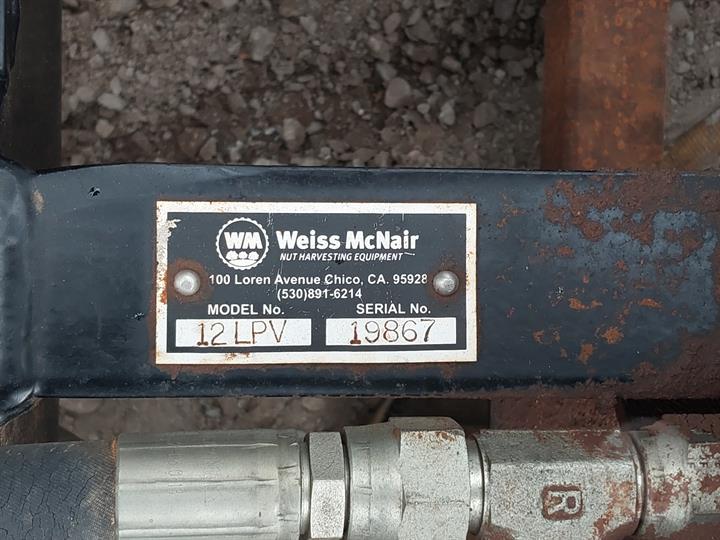 WM
Weiss McNair
NUT HARVESTING EQUIPMENT
100 Loren Avenue Chico, CA. 95928
(530)891-6214
MODEL No. SERIAL No.
12LPV 19867